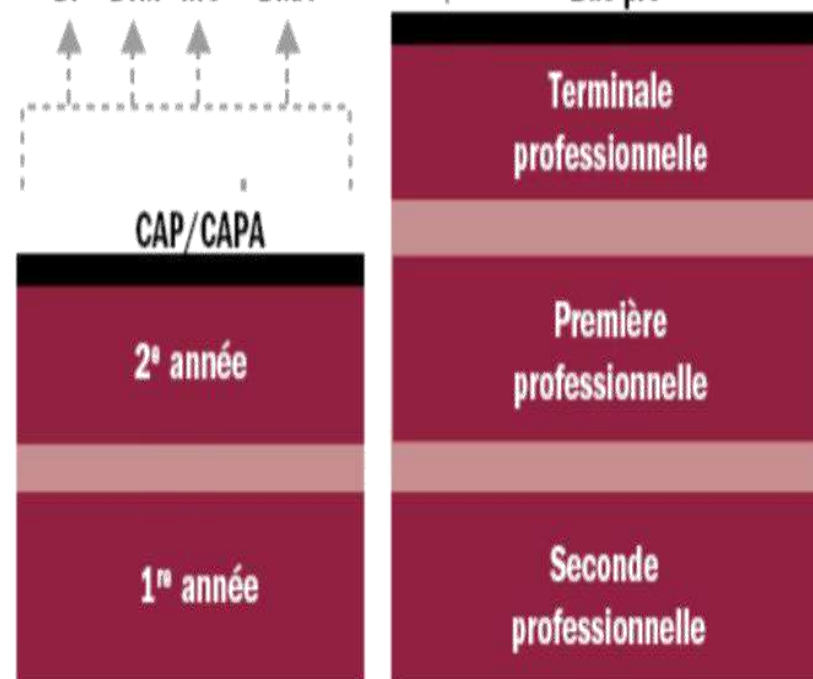 CAP/CAPA
2e année
1re année
Terminale
professionnelle
Première
professionnelle
Seconde
professionnelle